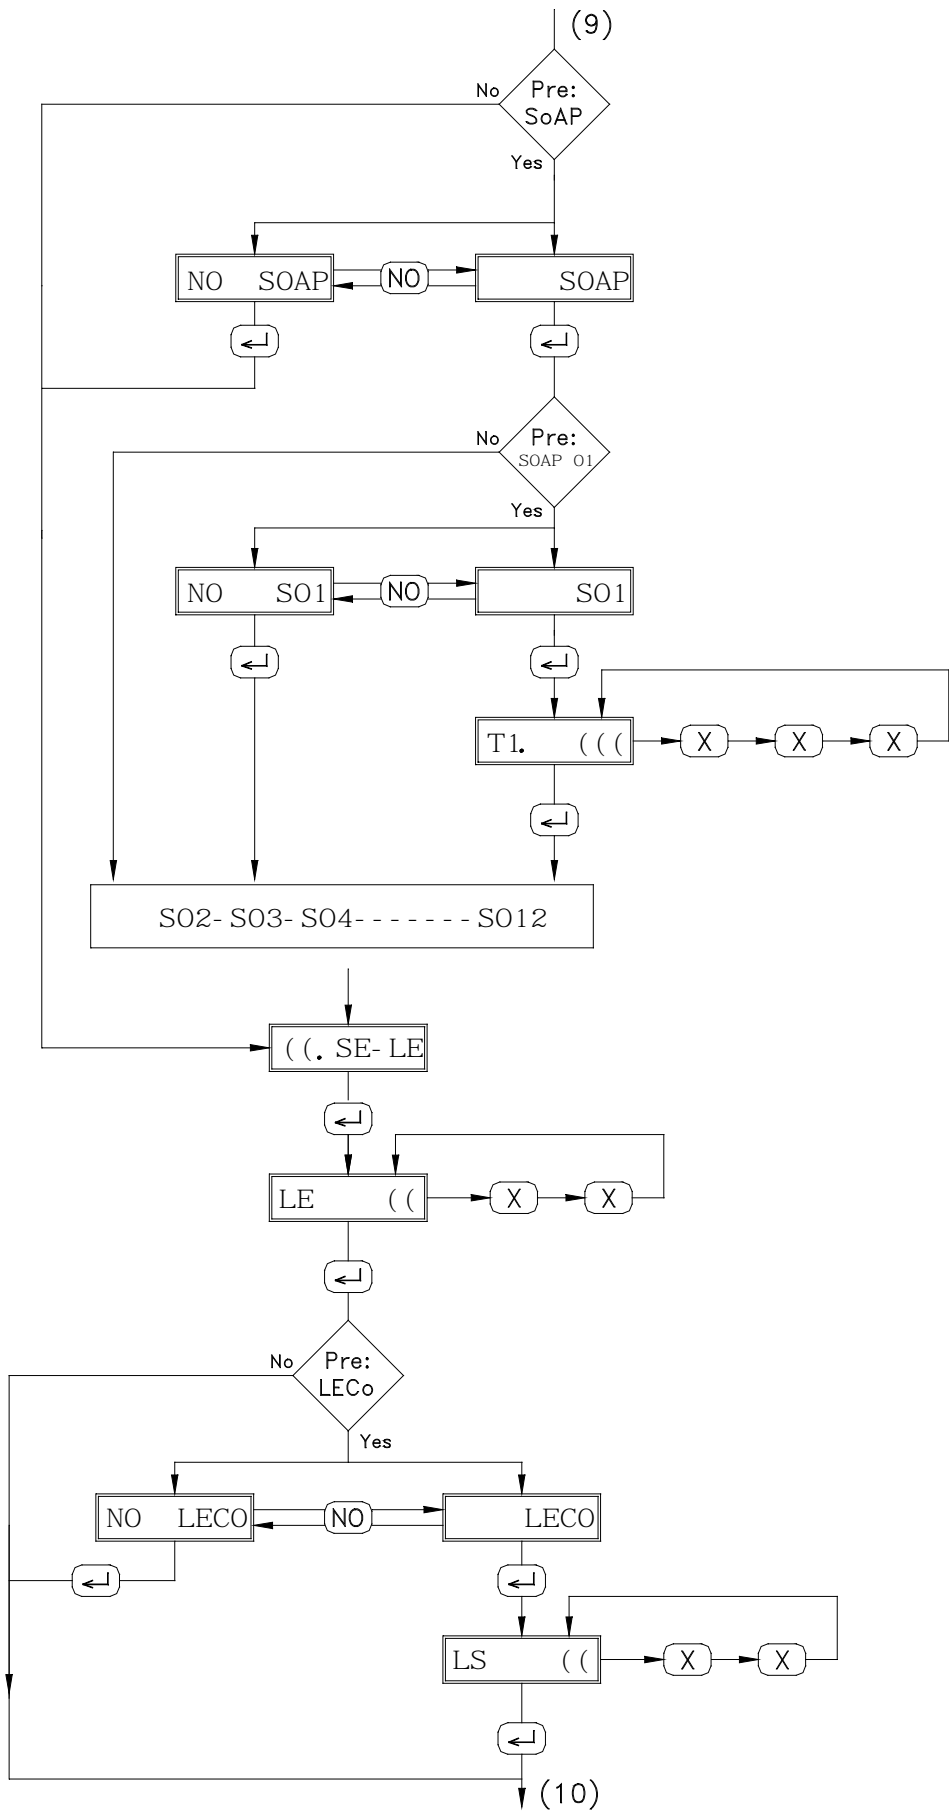 (9)
No
Pre:
SoAP
Yes
NO SOAP
NO
SOAP
No
Pre:
SOAP 01
Yes
NO SO1
NO
SO1
T1. (((
X
X
X
SO2-SO3-SO4-------SO12
((. SE-LE
LE ((
X
X
No
Pre:
LECo
Yes
NO LECO
NO
LECO
LS ((
X
X
(10)